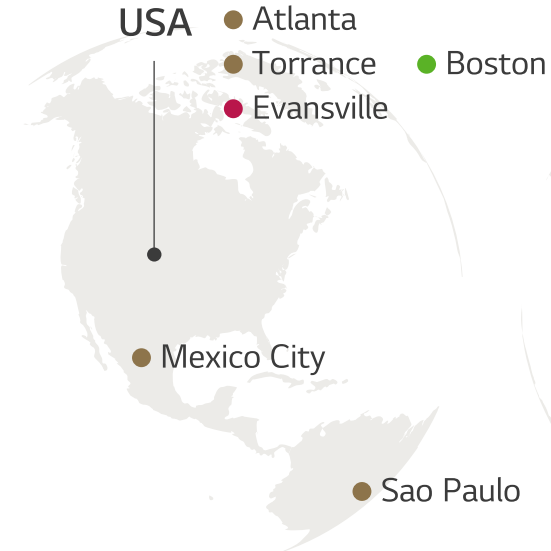 USA
Atlanta
Torrance
Boston
Evansville
Mexico City
Sao Paulo